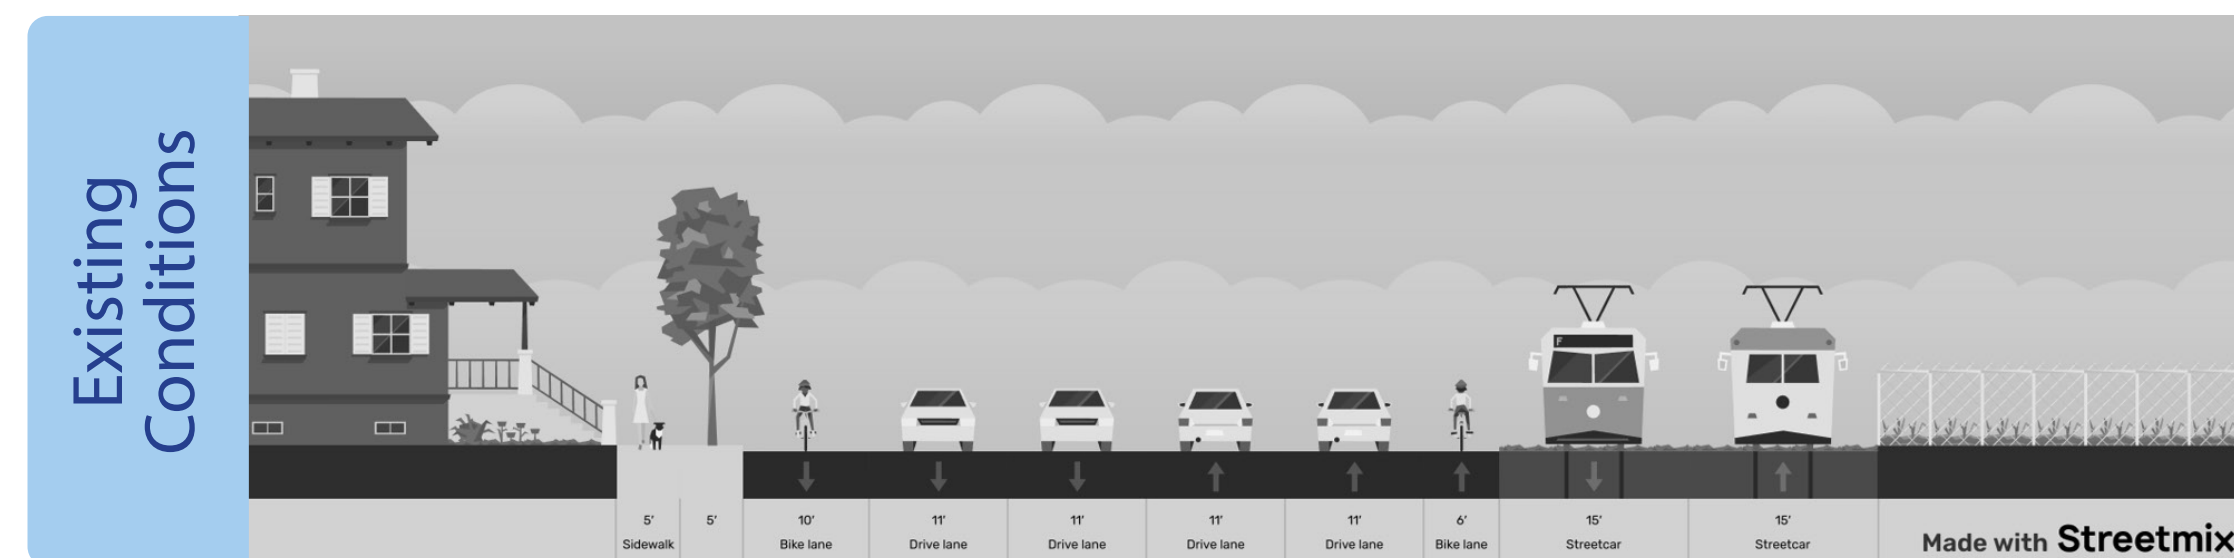 Existing
Conditions
F
5′ 5′ 10′ 11′ 11′ 11′ 11′ 6′ 15′ 15′
Sidewalk Bike lane Drive lane Drive lane Drive lane Drive lane Bike lane Streetcar Streetcar
Made with Streetmix